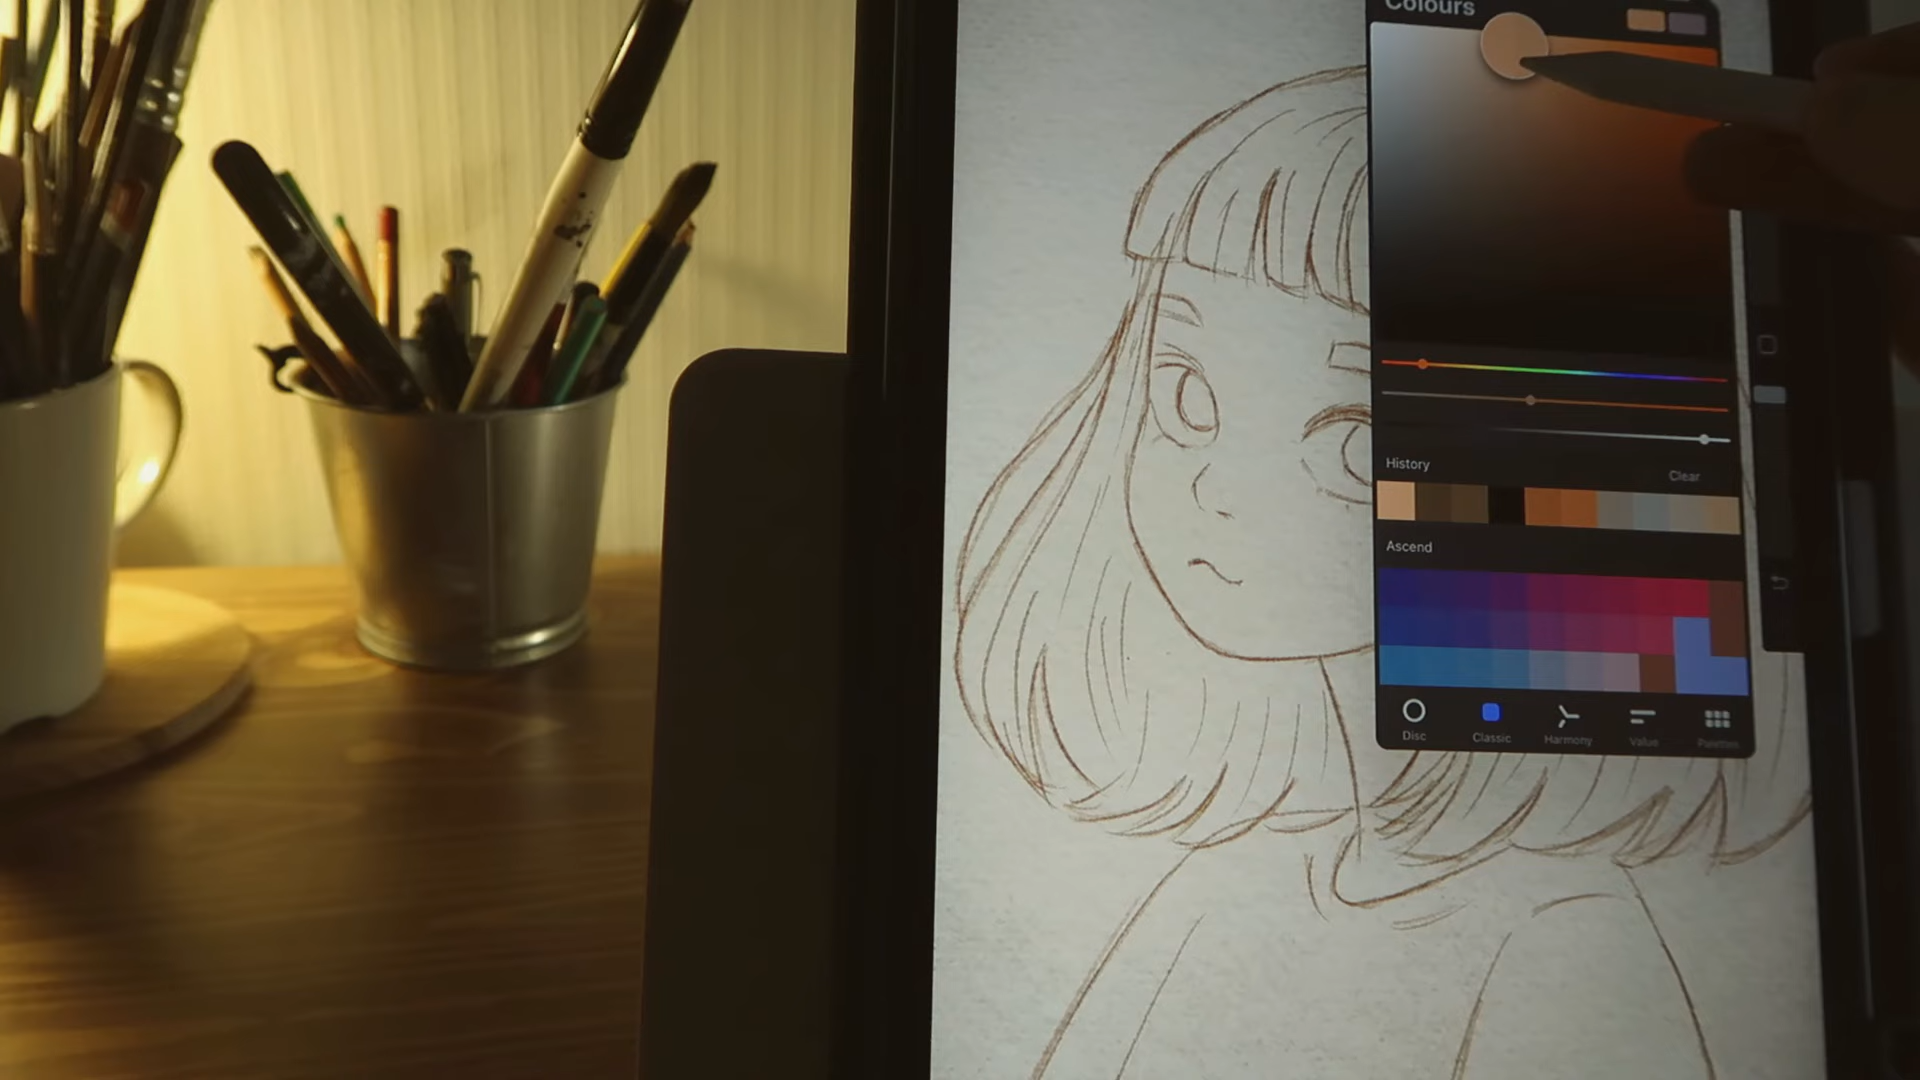 Colours
History
Clear
Ascend
Disc
Classic
Harmony
Value
Palettes